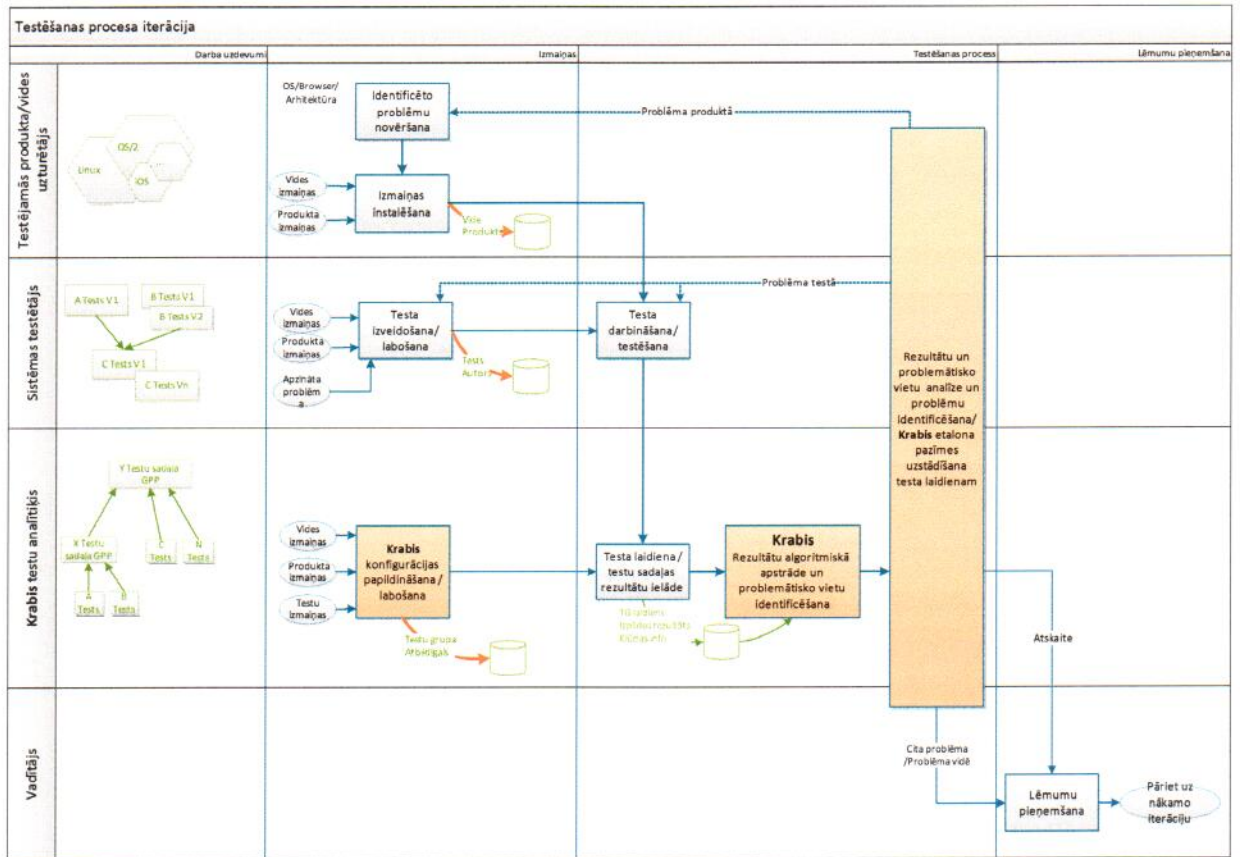 Testēšanas procesa iterācija
Darba uzdevumi
Izmaiņas
Testēšanas process
Lēmumu pieņemšana
Testējamās produkta/vides
uzturētājs
Linux
OS/2
iOS
OS/Browser/
Arhitektūra
Identificēto
problēmu
novēršana
Problēma produktā
Vides
izmaiņas
Produkta
izmaiņas
Izmaiņas
instalēšana
Vide
Produkts
Sistēmas testētājs
A Tests V1
B Tests V1
B Tests V2
C Tests V1
C Tests Vn
Vides
izmaiņas
Produkta
izmaiņas
Apzināta
problēm
a
Testa
izveidošana/
labošana
Tests
Autors
Problēma testā
Testa
darbināšana/
testēšana
Rezultātu un
problemātisko
vietu analīze un
problēmu
identificēšana/
Krabis etalona
pazīmes
uzstādīšana
testa laidienam
Krabis testu analītiķis
Y Testu sadaļa
GPP
X Testu
sadaļa GPP
C
Tests
N
Tests
A
Tests
B
Tests
Vides
izmaiņas
Produkta
izmaiņas
Testu
izmaiņas
Krabis
konfigurācijas
papildināšana/
labošana
Testu grupa
Atbildīgais
Testa laidiena/
testu sadaļas
rezultātu ielāde
Krabis
Rezultātu algoritmiskā
apstrāde un
problemātisko vietu
identificēšana
Atskaite
Vadītājs
Cita problēma
/Problēma vidē
Lēmumu
pieņemšana
Pāriet uz
nākamo
iterāciju